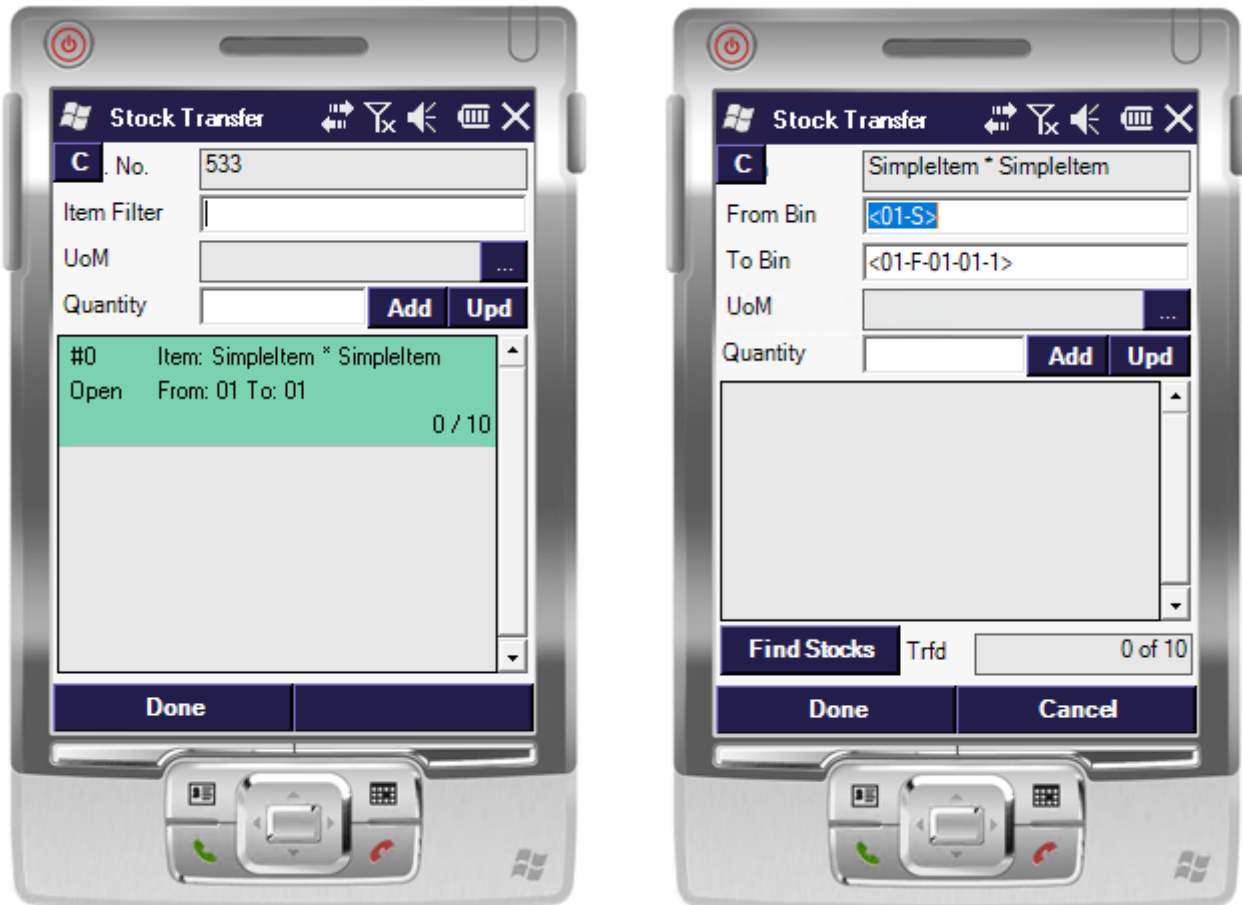 Stock Transfer
C . No. 533
Item Filter
UoM ...
Quantity Add Upd
#0 Item: SimpleItem * SimpleItem
Open From: 01 To: 01
0 / 10
Done
Stock Transfer
C SimpleItem * SimpleItem
From Bin <01-S>
To Bin <01-F-01-01-1>
UoM ...
Quantity Add Upd
Find Stocks Trfd 0 of 10
Done Cancel